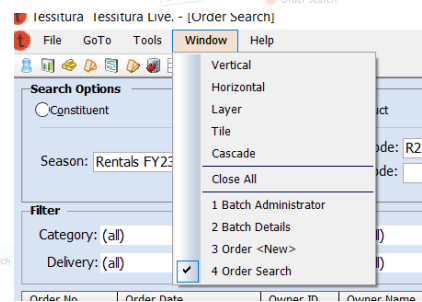 Order Search
Tessitura Tessitura Live. - [Order Search]
File GoTo Tools Window Help
Vertical
Search Options
Horizontal
Constituent
Layer
uct
Tile
ode: R2
Season: Rentals FY23
Cascade
ode:
Close All
Filter
1 Batch Administrator
Category: (all)
2 Batch Details
l)
3 Order <New>
Delivery: (all)
4 Order Search
l)
Order No. Order Date Owner ID Owner Name